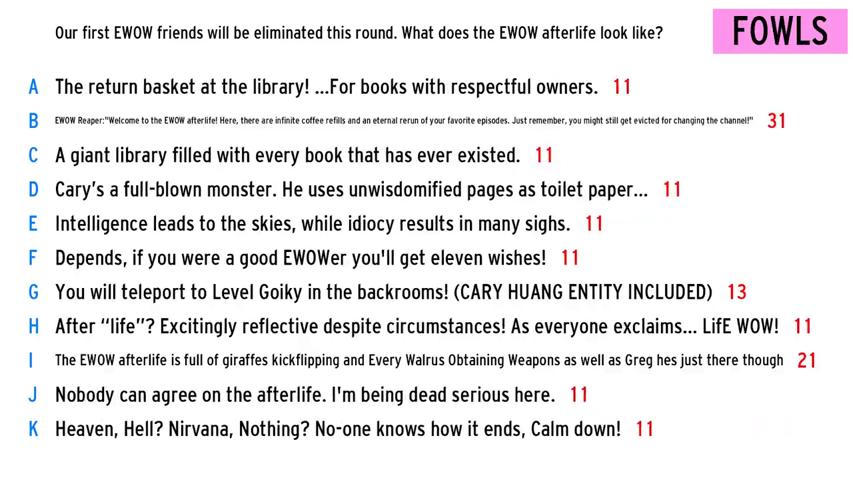 Our first EWOW friends will be eliminated this round. What does the EWOW afterlife look like?
FOWLS
A The return basket at the library! ...For books with respectful owners. 11
B EWOW Reaper:"Welcome to the EWOW afterlife! Here, there are infinite coffee refills and an eternal rerun of your favorite episodes. Just remember, you might still get evicted for changing the channel!" 31
C A giant library filled with every book that has ever existed. 11
D Cary's a full-blown monster. He uses unwisdomified pages as toilet paper... 11
E Intelligence leads to the skies, while idiocy results in many sighs. 11
F Depends, if you were a good EWOWer you'll get eleven wishes! 11
G You will teleport to Level Goiky in the backrooms! (CARY HUANG ENTITY INCLUDED) 13
H After “life”? Excitingly reflective despite circumstances! As everyone exclaims... LifE WOW! 11
I The EWOW afterlife is full of giraffes kickflipping and Every Walrus Obtaining Weapons as well as Greg hes just there though 21
J Nobody can agree on the afterlife. I'm being dead serious here. 11
K Heaven, Hell? Nirvana, Nothing? No-one knows how it ends, Calm down! 11